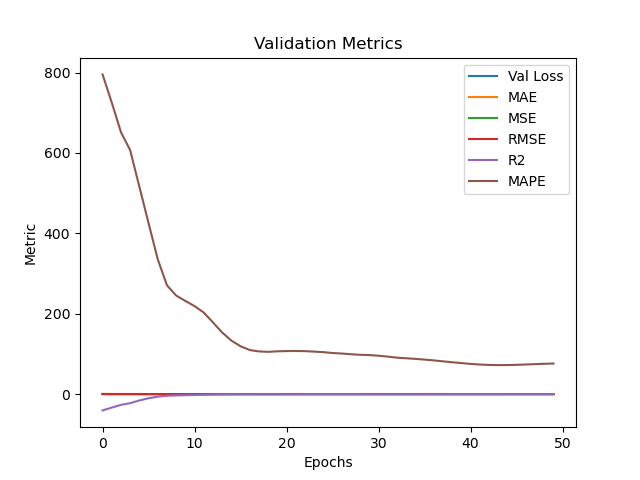 Validation Metrics
800
600
400
200
0
Metric
0 10 20 30 40 50
Epochs
Val Loss
MAE
MSE
RMSE
R2
MAPE